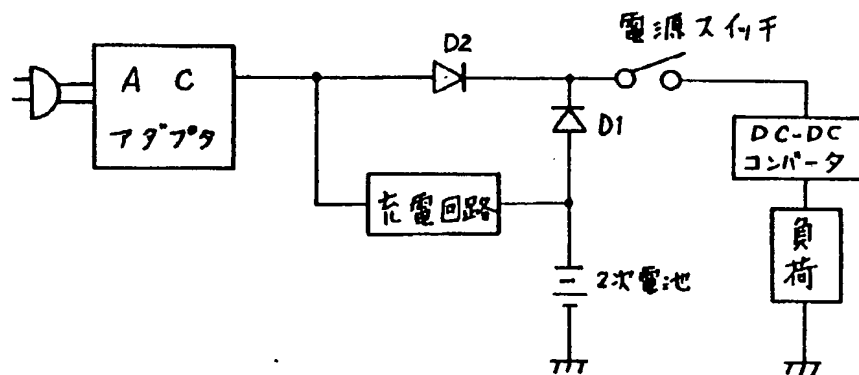 電源スイッチ
D2
AC
アダプタ
D1
DC-DC
コンバータ
充電回路
負荷
2次電池